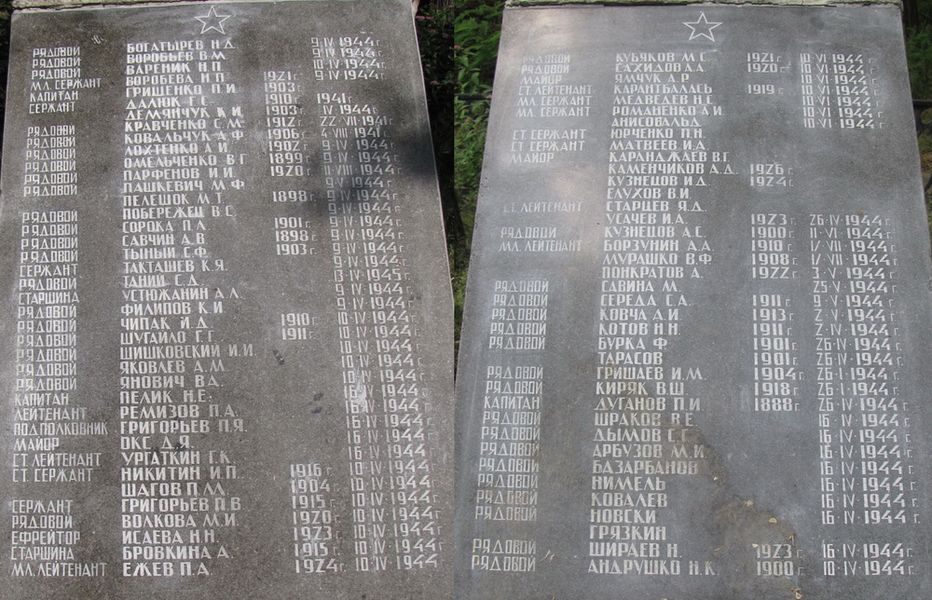 РЯДОВОЙ БОГАТЫРЕВ Н.Д. 9·IV 1944г.
РЯДОВОЙ ВОРОБЬЕВ В.М. 9·IV 1944г.
РЯДОВОЙ ВАРЕНИК Н.П. 10·IV 1944г.
МЛ. СЕРЖАНТ ВОРОБЕВА И.П. 1921г. 9·IV 1944г.
КАПИТАН ГРИЩЕНКО П.И 1903г.
СЕРЖАНТ ДАЛЮК Г.С. 1910г. 1941г.
ДЕМЯНЧУК К.И 1903г. IV 1944г.
РЯДОВОЙ КРАВЧЕНКО С.М. 1912г. 22·VII·1941г.
РЯДОВОЙ КОВАЛЬЧУК А.Ф 1906г. 4·VIII 1941г.
РЯДОВОЙ ЛОХТЕНКО А.И 1902г. 9·IV·1944г.
РЯДОВОЙ ОМЕЛЬЧЕНКО В.Г 1899г. 9·IV·1944г.
РЯДОВОЙ ПАРФЕНОВ И.И 1920г. VIII·1944г.
РЯДОВОЙ ПАШКЕВИЧ М.Ф 9·IV·1944г.
ПЕЛЕШОК М.Т. 1898г. 9·IV·1944г.
РЯДОВОЙ ПОБЕРЕЖЕЦ В.С. 9·IV·1944г.
РЯДОВОЙ СОРОКА П.Л 1901г. 9·IV·1944г.
РЯДОВОЙ САВЧИН А.В 1898г. 9·IV·1944г.
РЯДОВОЙ ТЫНЫЙ С.Ф 1903г. 9·IV·1944г.
СЕРЖАНТ ТАКТАШЕВ К.Я. 9·IV·1944г.
РЯДОВОЙ ТАНИЙ С.Д. 13·IV·1945г.
СТАРШИНА УСТЮЖАНИН А.Л 9·IV·1944г.
РЯДОВОЙ ФИЛИПОВ К.И 9·IV·1944г.
РЯДОВОЙ ЧИПАК Й.Д 1910г. 10·IV·1944г.
РЯДОВОЙ ШУГАЙЛО Г.Г 1911г. 10·IV·1944г.
РЯДОВОЙ ШИШКОВСКИЙ И.И 10·IV·1944г.
РЯДОВОЙ ЯКОВЛЕВ А.М 10·IV·1944г.
РЯДОВОЙ ЯНОВИЧ В.А. 10·IV·1944г.
КАПИТАН ПЕЛИК Н.Е. 16·IV·1944г.
ЛЕЙТЕНАНТ РЕМИЗОВ П.А. 16·IV·1944г.
ПОДПОЛКОВНИК ГРИГОРЬЕВ П.Я 16·IV·1944г.
МАЙОР ОКС Д.Я. 16·IV·1944г.
СТ. ЛЕЙТЕНАНТ УРГАТКИН Г.К 16·IV·1944г.
СТ. СЕРЖАНТ НИКИТИН И.П. 1916г. 10·IV·1944г.
ШАГОВ П.М. 1904г. 10·IV·1944г.
СЕРЖАНТ ГРИГОРЬЕВ П.В 1915г. 10·IV·1944г.
РЯДОВОЙ ВОЛКОВА М.И. 1920г. 10·IV·1944г.
ЕФРЕЙТОР ИСАЕВА Н.Н. 1923г. 10·IV·1944г.
СТАРШИНА БРОВКИНА А. 1915г. 10·IV·1944г.
МЛ. ЛЕЙТЕНАНТ ЕЖЕВ П.А. 1924г. 10·IV·1944г.
РЯДОВОЙ КУБЯКОВ М.С. 1921г. 10·VI 1944г.
РЯДОВОЙ САХИДОВ Д.А 1920г. 10·VI 1944г.
МАЙОР ЯМЧУК Д.Р 10·VI 1944г.
СТ. ЛЕЙТЕНАНТ КАРАНТБАЛЛАСЬ 1919г. 10·VI 1944г.
МЛ. СЕРЖАНТ МЕДВЕДЕВ Н.С 10·VI 1944г.
МЛ. СЕРЖАНТ РОМАШЕНКО А.И 10·VI 1944г.
АНИСОВ А.Д 10·VI 1944г.
СТ. СЕРЖАНТ ЮРЧЕНКО П.Н
СТ. СЕРЖАНТ МАТВЕЕВ И.Д
МАЙОР КАРАНДЖАЕВ В.Г
КАМЕНЧИКОВ А.Д. 1926г.
КУЗНЕЦОВ И.Д. 1924г.
ЕЛУХОВ В.И
СТ. ЛЕЙТЕНАНТ СТАРЦЕВ Я.Д.
УСАЧЕВ И.А 1923г. 26·IV·1944г.
РЯДОВОЙ КУЗНЕЦОВ А.С. 1900г. 11·VI·1944г.
МЛ. ЛЕЙТЕНАНТ БОРЗУНИН А.А. 1910г. 1·VII·1944г.
МУРАШКО В.Ф 1908г. 1·VII·1944г.
ПОНКРАТОВ А. 1922г. 3·V·1944г.
РЯДОВОЙ САВИНА М. 25·V·1944г.
РЯДОВОЙ СЕРЕДА С.А. 1911г. 9·V·1944г.
РЯДОВОЙ КОВЧА Д.И 1913г. 2·V·1944г.
РЯДОВОЙ КОТОВ Н.Н 1911г. 2·IV·1944г.
РЯДОВОЙ БУРКА Ф 1901г. 26·IV·1944г.
ТАРАСОВ 1901г. 26·IV·1944г.
РЯДОВОЙ ГРИШАЕВ И.М. 1904г. 26·I·1944г.
РЯДОВОЙ КИРЯК В.Ш 1918г. 26·I·1944г.
КАПИТАН ДУГАНОВ П.И 1888г. 26·IV·1944г.
РЯДОВОЙ ШРАКОВ В.Е. 16·IV·1944г.
РЯДОВОЙ ДЫМОВ С.Г. 16·IV·1944г.
РЯДОВОЙ АРБУЗОВ М.И 16·IV·1944г.
РЯДОВОЙ БАЗАРБАНОВ 16·IV·1944г.
РЯДОВОЙ НИМЕЛЬ 16·IV·1944г.
РЯДОВОЙ КОВАЛЕВ 16·IV·1944г.
РЯДОВОЙ НОВСКИ 16·IV·1944г.
ГРЯЗКИН
РЯДОВОЙ ШИРАЕВ Н. 1923г. 16·IV·1944г.
РЯДОВОЙ АНДРУШКО Н.К. 1900г. 10·IV·1944г.